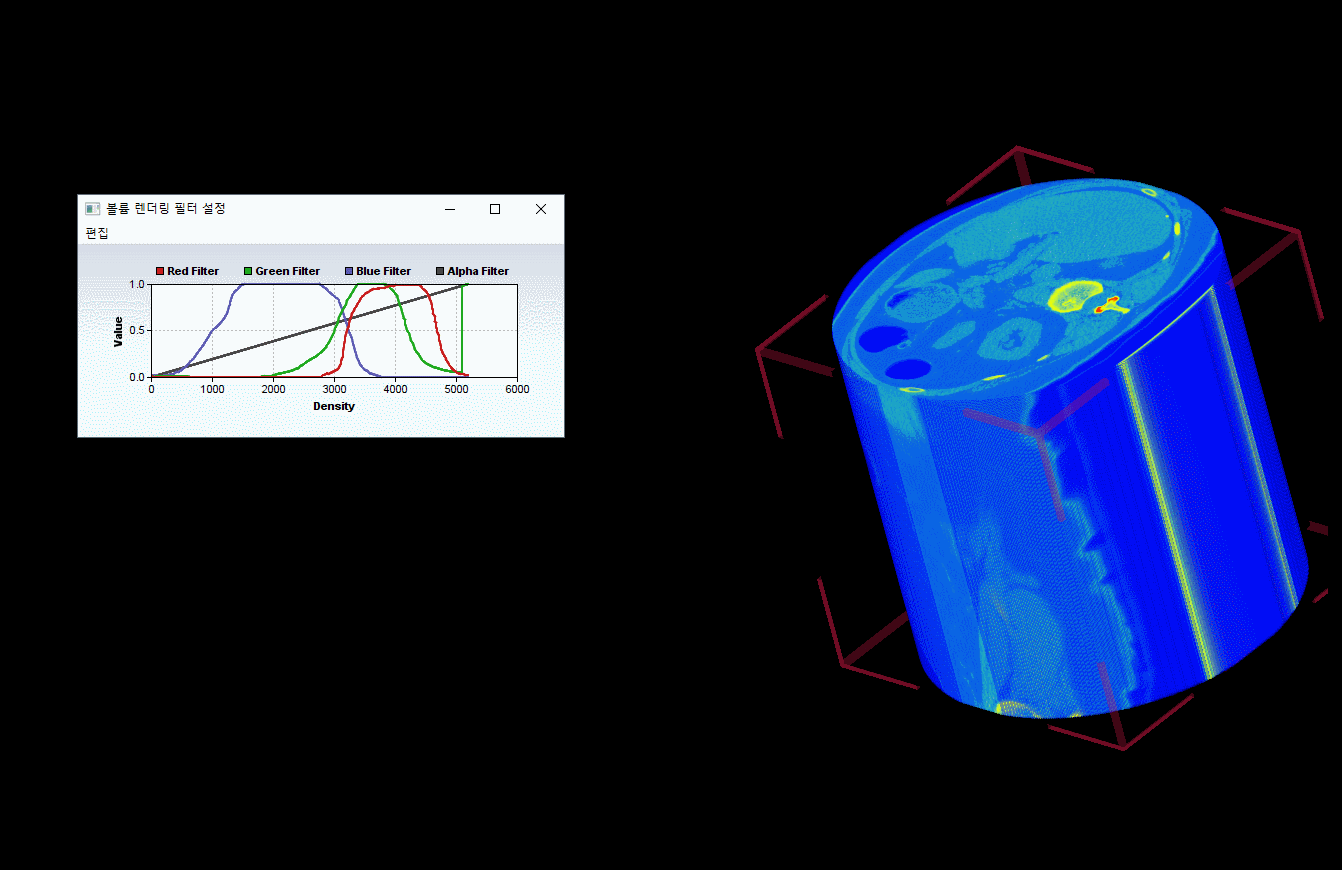 볼륨 렌더링 필터 설정
편집
Red Filter Green Filter Blue Filter Alpha Filter
1.0
0.5
0.0
Value
0 1000 2000 3000 4000 5000 6000
Density